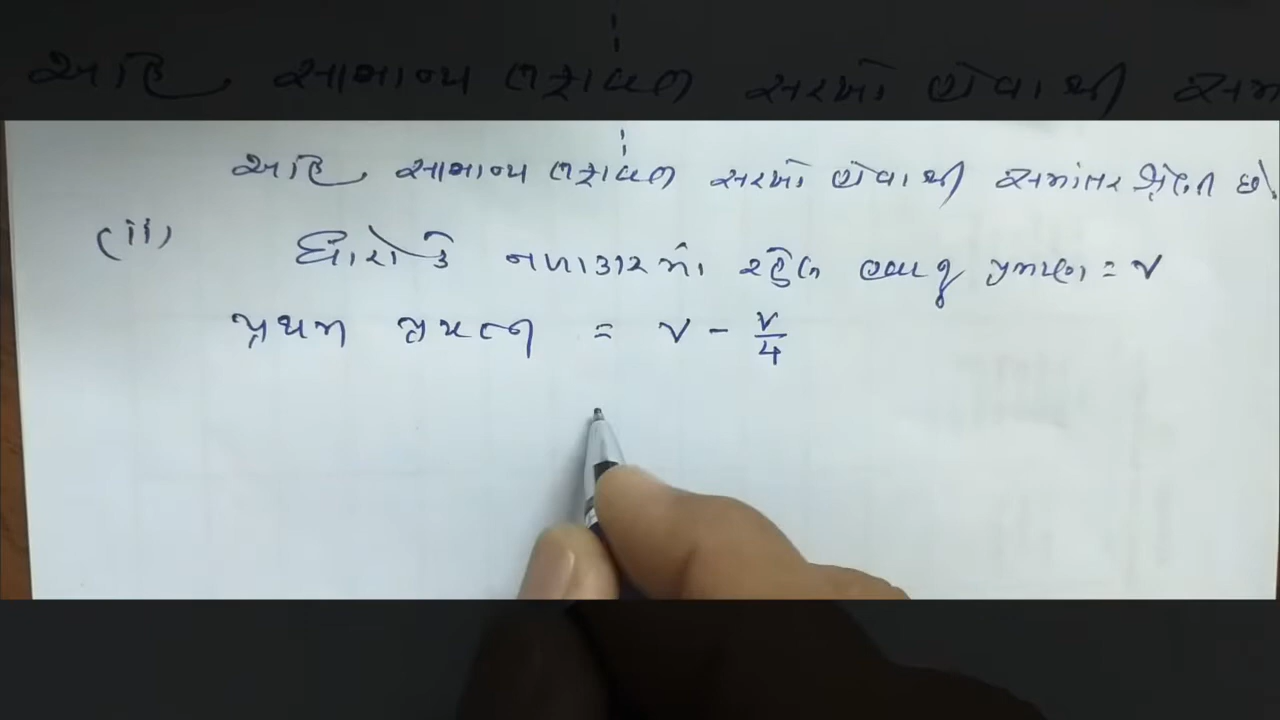 અહિ સામાન્ય તફાવત સરખો હોવાથી સમાંતર શ્રેણી છે.
(ii) ધારોકે નળાકારમાં રહેલ હવાનું પ્રમાણ = v
પ્રથમ પ્રયત્ન = v - v/4